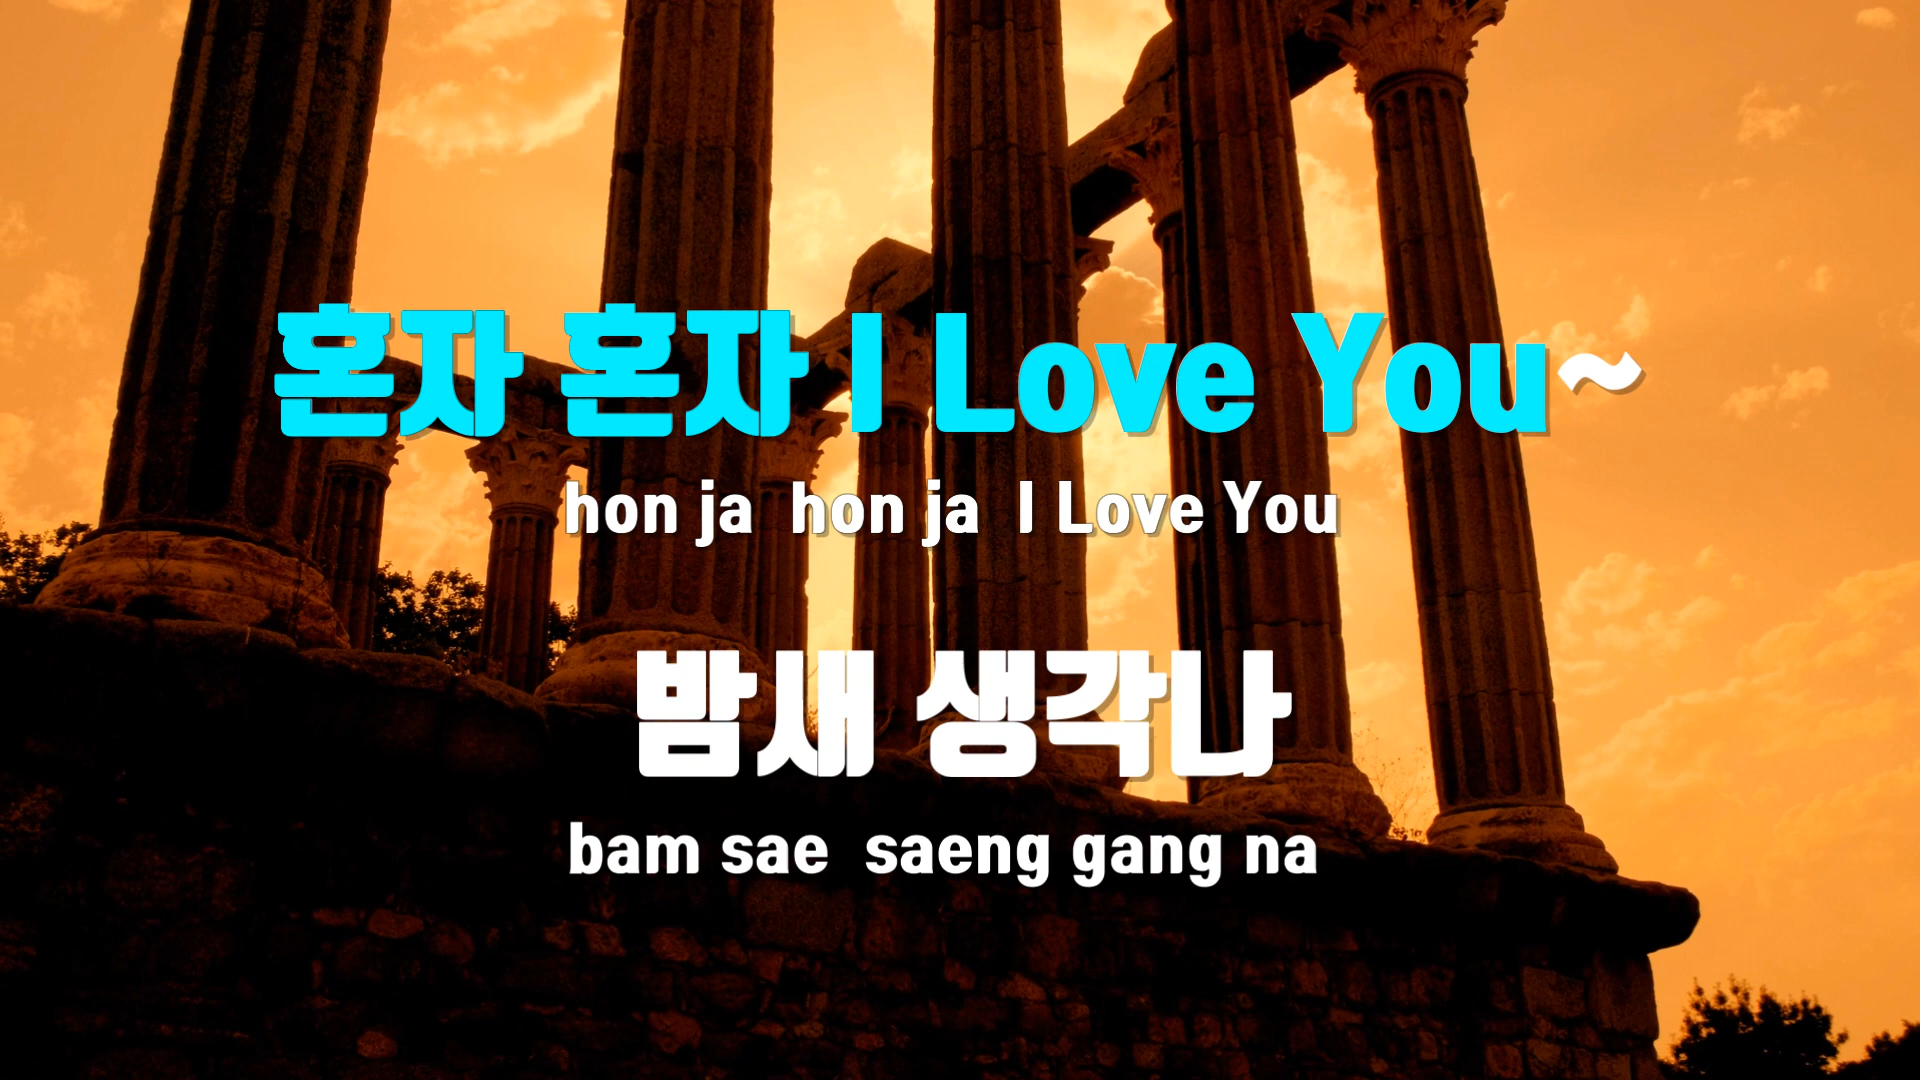 혼자 혼자 I Love You~
hon ja hon ja I Love You
밤새 생각나
bam sae saeng gang na